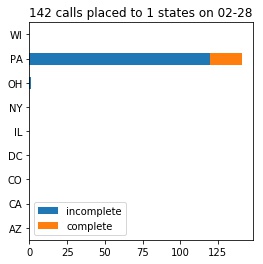 142 calls placed to 1 states on 02-28
WI
PA
OH
NY
IL
DC
CO
CA
AZ
incomplete
complete
0 25 50 75 100 125